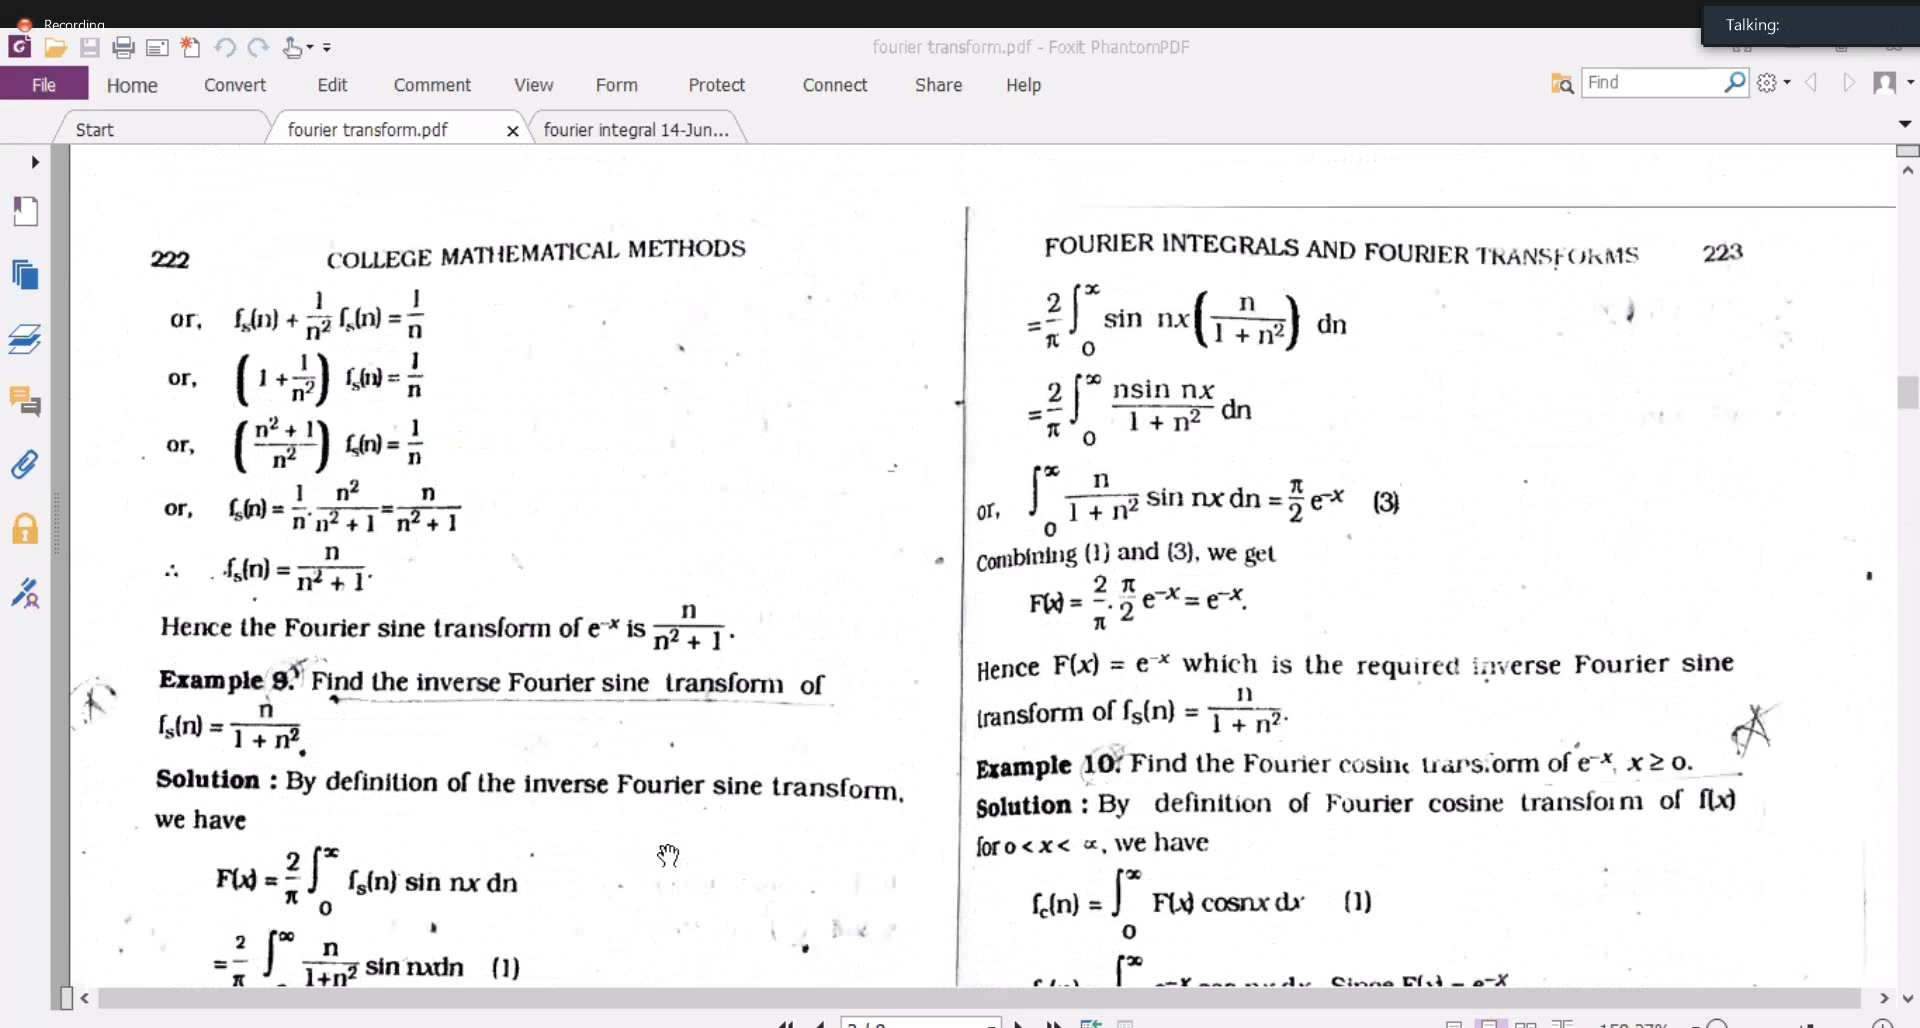 Recording
Talking:
fourier transform.pdf - Foxit PhantomPDF
File Home Convert Edit Comment View Form Protect Connect Share Help Find
Start fourier transform.pdf × fourier integral 14-Jun...
222 COLLEGE MATHEMATICAL METHODS
or, fₛ(n) + 1/n² fₛ(n) = 1/n
or, (1 + 1/n²) fₛ(n) = 1/n
or, ((n² + 1)/n²) fₛ(n) = 1/n
or, fₛ(n) = 1/n · n²/(n² + 1) = n/(n² + 1)
∴ fₛ(n) = n/(n² + 1).
Hence the Fourier sine transform of e⁻ˣ is n/(n² + 1).
Example 9. Find the inverse Fourier sine transform of
fₛ(n) = n/(1 + n²).
Solution : By definition of the inverse Fourier sine transform,
we have
F(x) = 2/π ∫₀^∞ fₛ(n) sin nx dn
= 2/π ∫^∞ n/(1+n²) sin nxdn (1)
FOURIER INTEGRALS AND FOURIER TRANSFORMS 223
= 2/π ∫₀^∞ sin nx (n/(1 + n²)) dn
= 2/π ∫₀^∞ nsin nx/(1 + n²) dn
or, ∫₀^∞ n/(1 + n²) sin nx dn = π/2 e⁻ˣ (3)
Combining (1) and (3), we get
F(x) = 2/π · π/2 e⁻ˣ = e⁻ˣ.
Hence F(x) = e⁻ˣ which is the required inverse Fourier sine
transform of fₛ(n) = n/(1 + n²).
Example 10. Find the Fourier cosine transform of e⁻ˣ, x ≥ o.
Solution : By definition of Fourier cosine transform of f(x)
for o < x < ∝, we have
f꜀(n) = ∫₀^∞ F(x) cosnx dx (1)